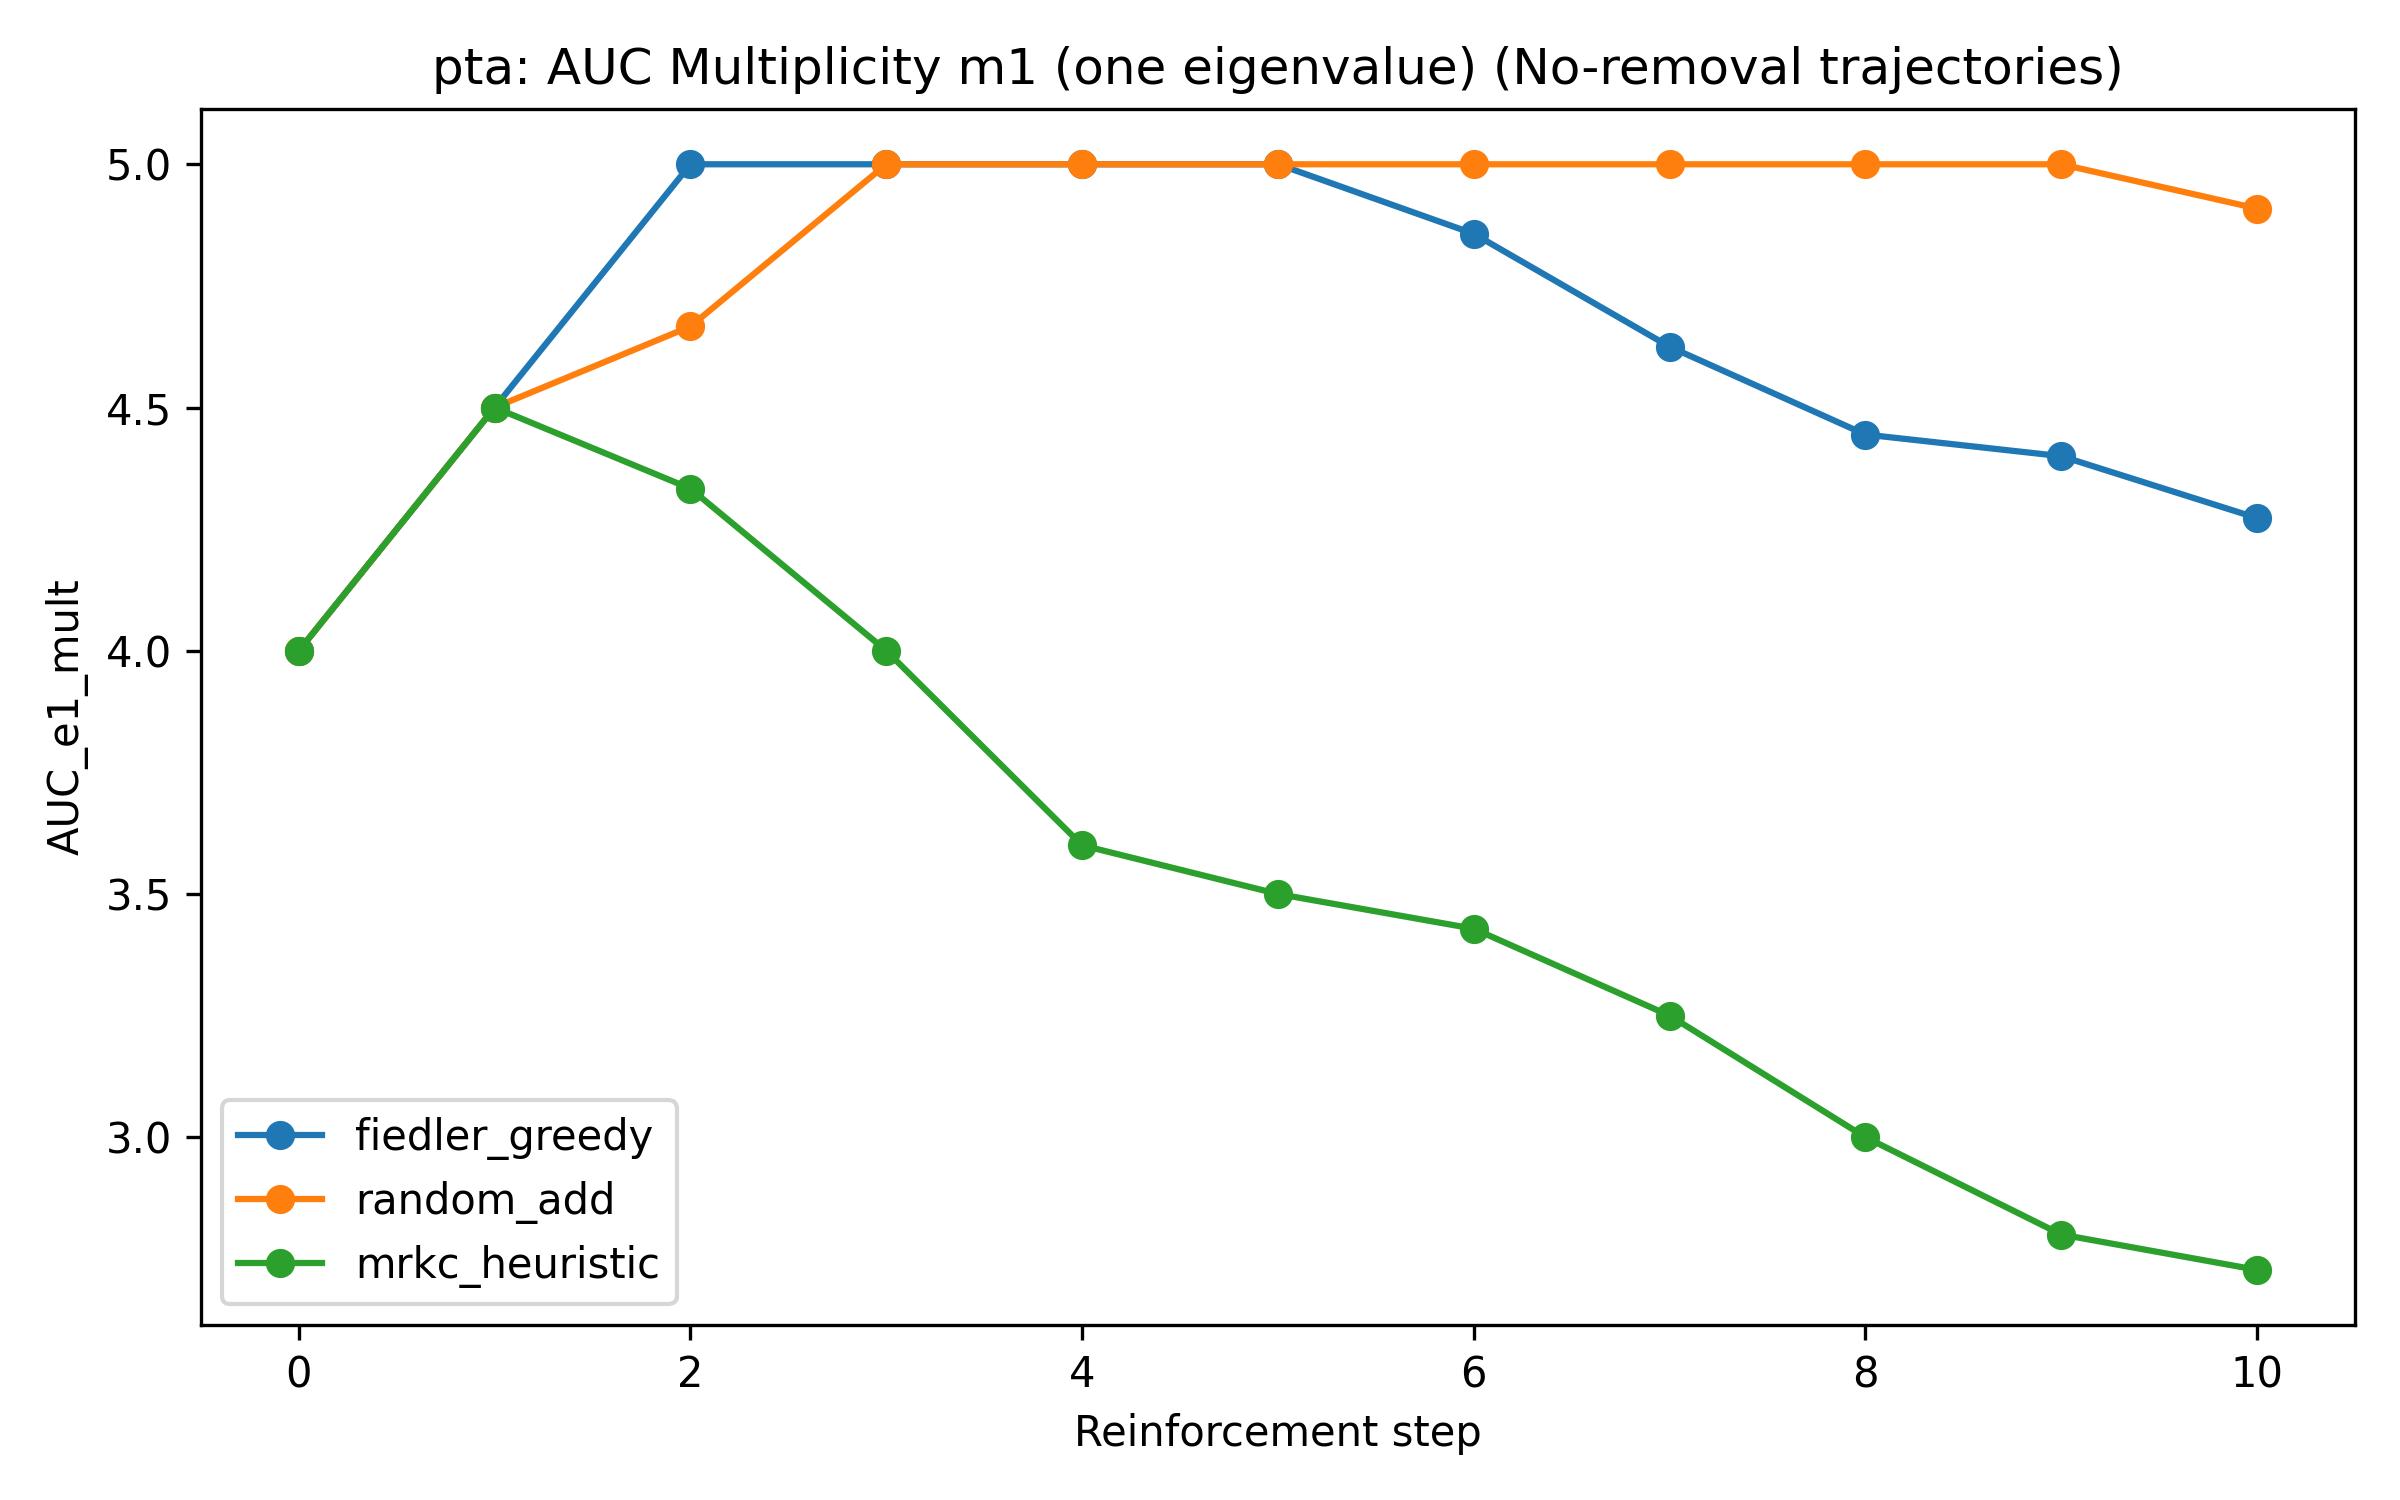 pta: AUC Multiplicity m1 (one eigenvalue) (No-removal trajectories)
AUC_e1_mult
5.0
4.5
4.0
3.5
3.0
fiedler_greedy
random_add
mrkc_heuristic
0 2 4 6 8 10
Reinforcement step